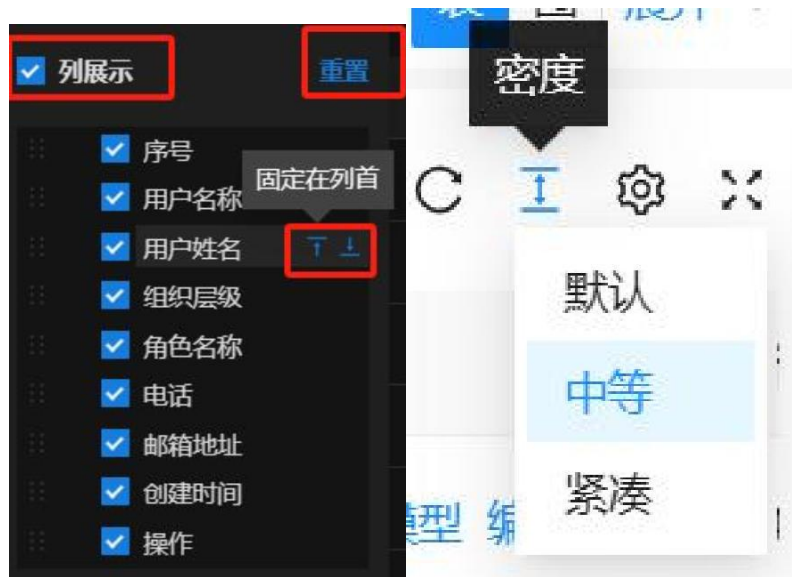 列展示
重置
序号
固定在列首
用户名称
用户姓名
组织层级
角色名称
电话
邮箱地址
创建时间
操作
密度
默认
中等
紧凑